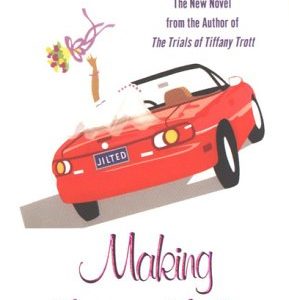 The New Novel
from the Author of
The Trials of Tiffany Trott
JILTED
Making